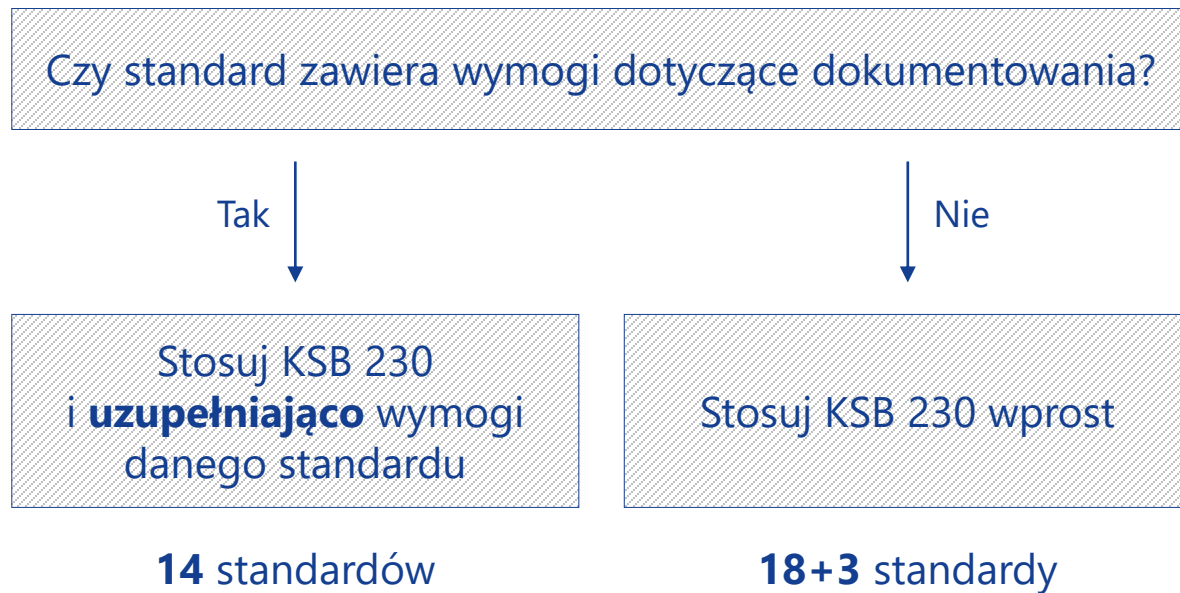 Czy standard zawiera wymogi dotyczące dokumentowania?
Tak
Nie
Stosuj KSB 230
i uzupełniająco wymogi
danego standardu
Stosuj KSB 230 wprost
14 standardów
18+3 standardy